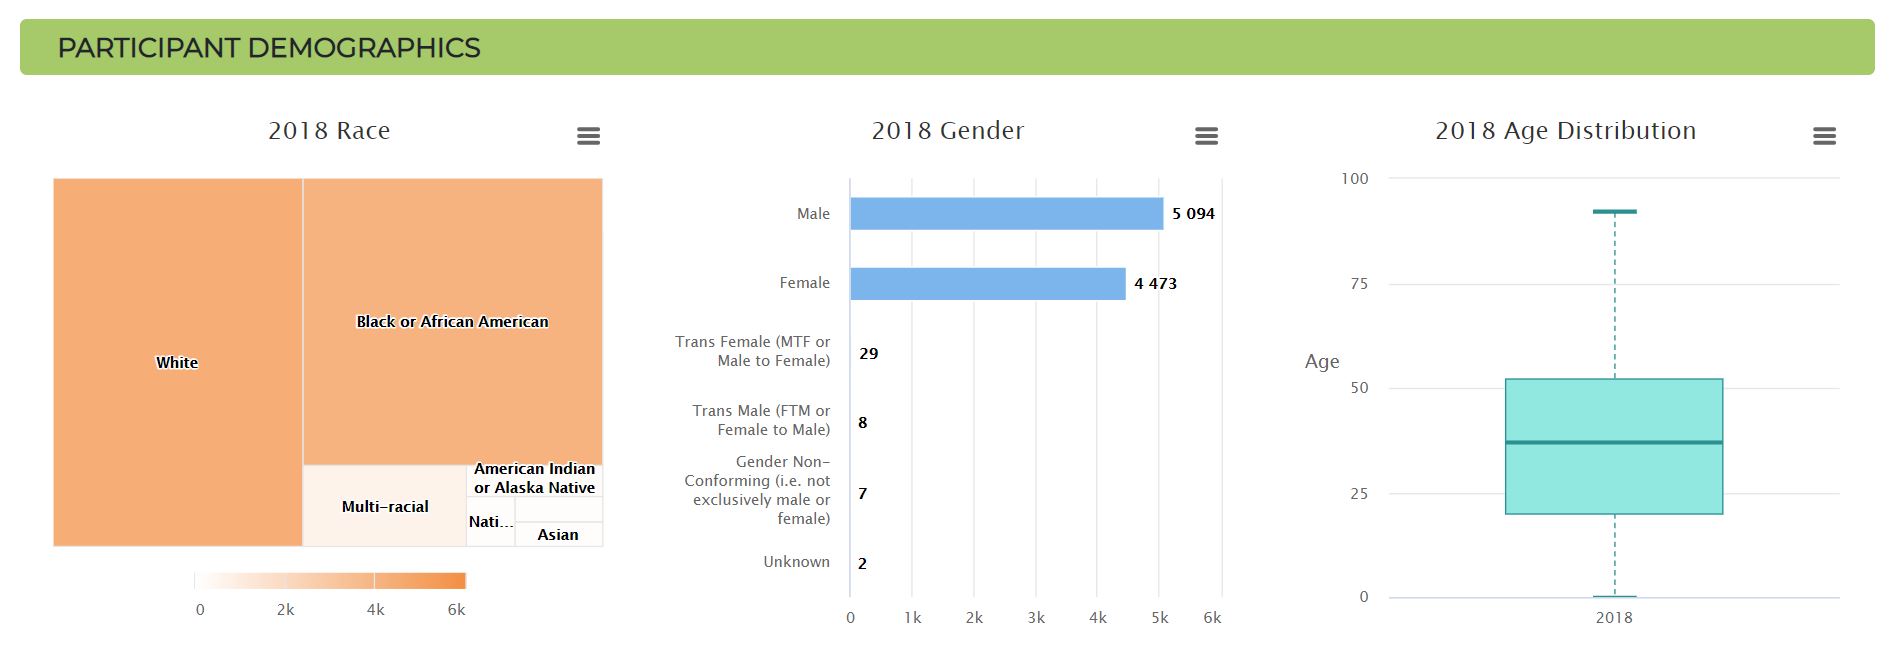 PARTICIPANT DEMOGRAPHICS
2018 Race
White
Black or African American
Multi-racial
American Indian
or Alaska Native
Nati...
Asian
0
2k
4k
6k
2018 Gender
Male
5 094
Female
4 473
Trans Female (MTF or
Male to Female)
29
Trans Male (FTM or
Female to Male)
8
Gender Non-
Conforming (i.e. not
exclusively male or
female)
7
Unknown
2
0
1k
2k
3k
4k
5k
6k
2018 Age Distribution
Age
100
75
50
25
0
2018